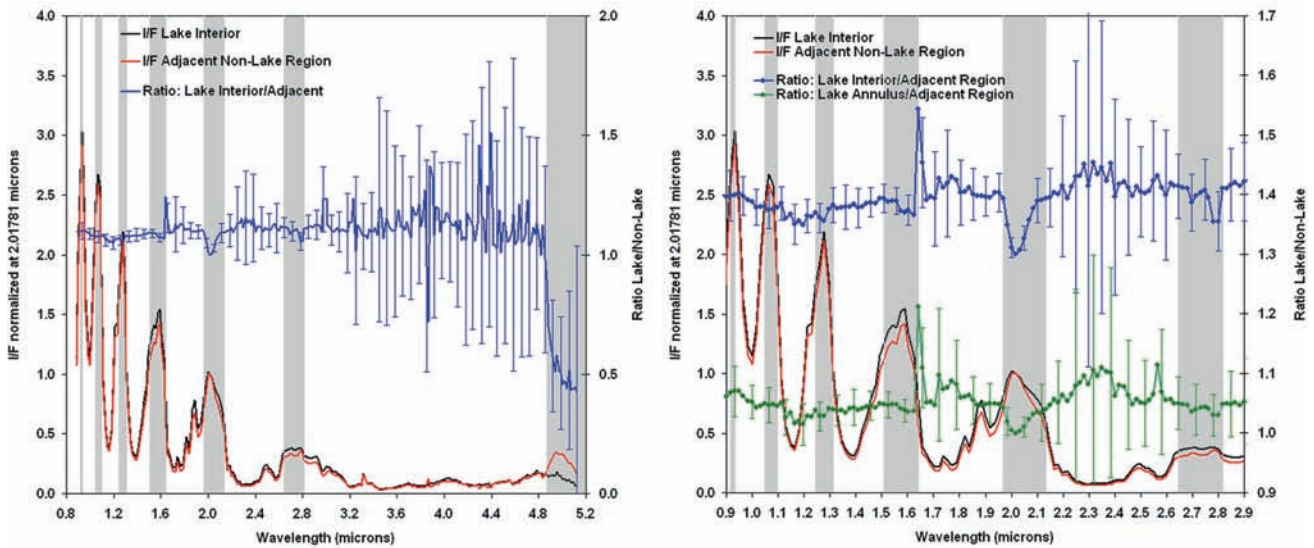 4.0
3.5
3.0
2.5
2.0
1.5
1.0
0.5
0.0
I/F normalized at 2.01781 microns
I/F Lake Interior
I/F Adjacent Non-Lake Region
Ratio: Lake Interior/Adjacent
2.0
1.5
1.0
0.5
0.0
Ratio Lake/Non-Lake
0.8 1.2 1.6 2.0 2.4 2.8 3.2 3.6 4.0 4.4 4.8 5.2
Wavelength (microns)
4.0
3.5
3.0
2.5
2.0
1.5
1.0
0.5
0.0
I/F normalized at 2.01781 microns
I/F Lake Interior
I/F Adjacent Non-Lake Region
Ratio: Lake Interior/Adjacent Region
Ratio: Lake Annulus/Adjacent Region
1.7
1.6
1.5
1.4
1.3
1.2
1.1
1.0
0.9
Ratio Lake/Non-Lake
0.9 1.0 1.1 1.2 1.3 1.4 1.5 1.6 1.7 1.8 1.9 2.0 2.1 2.2 2.3 2.4 2.5 2.6 2.7 2.8 2.9
Wavelength (microns)